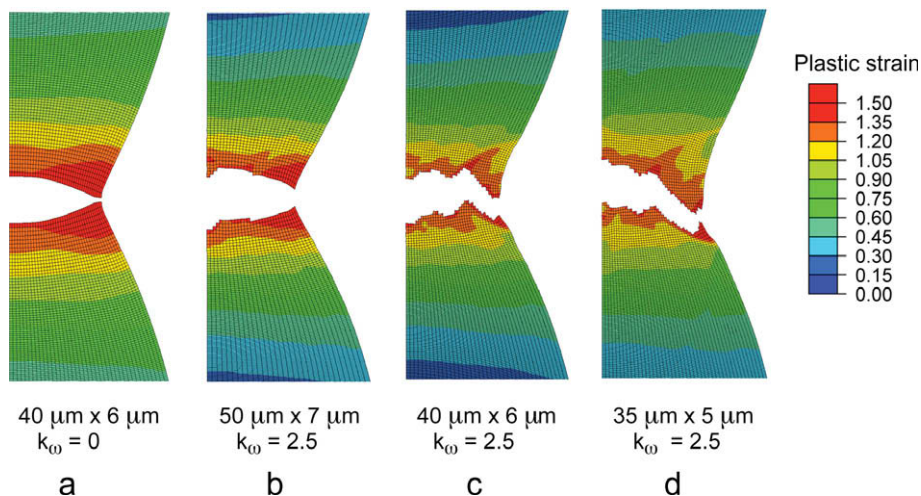 Plastic strain
1.50
1.35
1.20
1.05
0.90
0.75
0.60
0.45
0.30
0.15
0.00
40 μm x 6 μm
kω = 0
50 μm x 7 μm
kω = 2.5
40 μm x 6 μm
kω = 2.5
35 μm x 5 μm
kω = 2.5
a
b
c
d